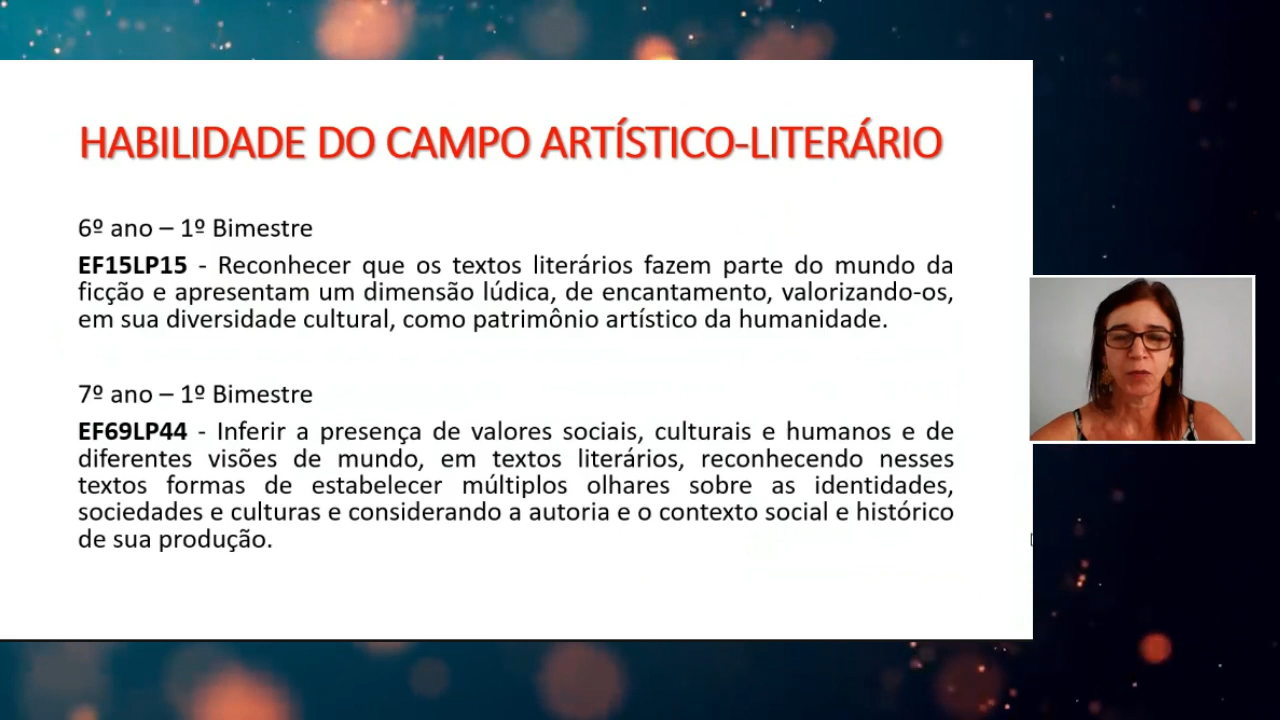 HABILIDADE DO CAMPO ARTÍSTICO-LITERÁRIO
6º ano – 1º Bimestre
EF15LP15 - Reconhecer que os textos literários fazem parte do mundo da
ficção e apresentam um dimensão lúdica, de encantamento, valorizando-os,
em sua diversidade cultural, como patrimônio artístico da humanidade.
7º ano – 1º Bimestre
EF69LP44 - Inferir a presença de valores sociais, culturais e humanos e de
diferentes visões de mundo, em textos literários, reconhecendo nesses
textos formas de estabelecer múltiplos olhares sobre as identidades,
sociedades e culturas e considerando a autoria e o contexto social e histórico
de sua produção.